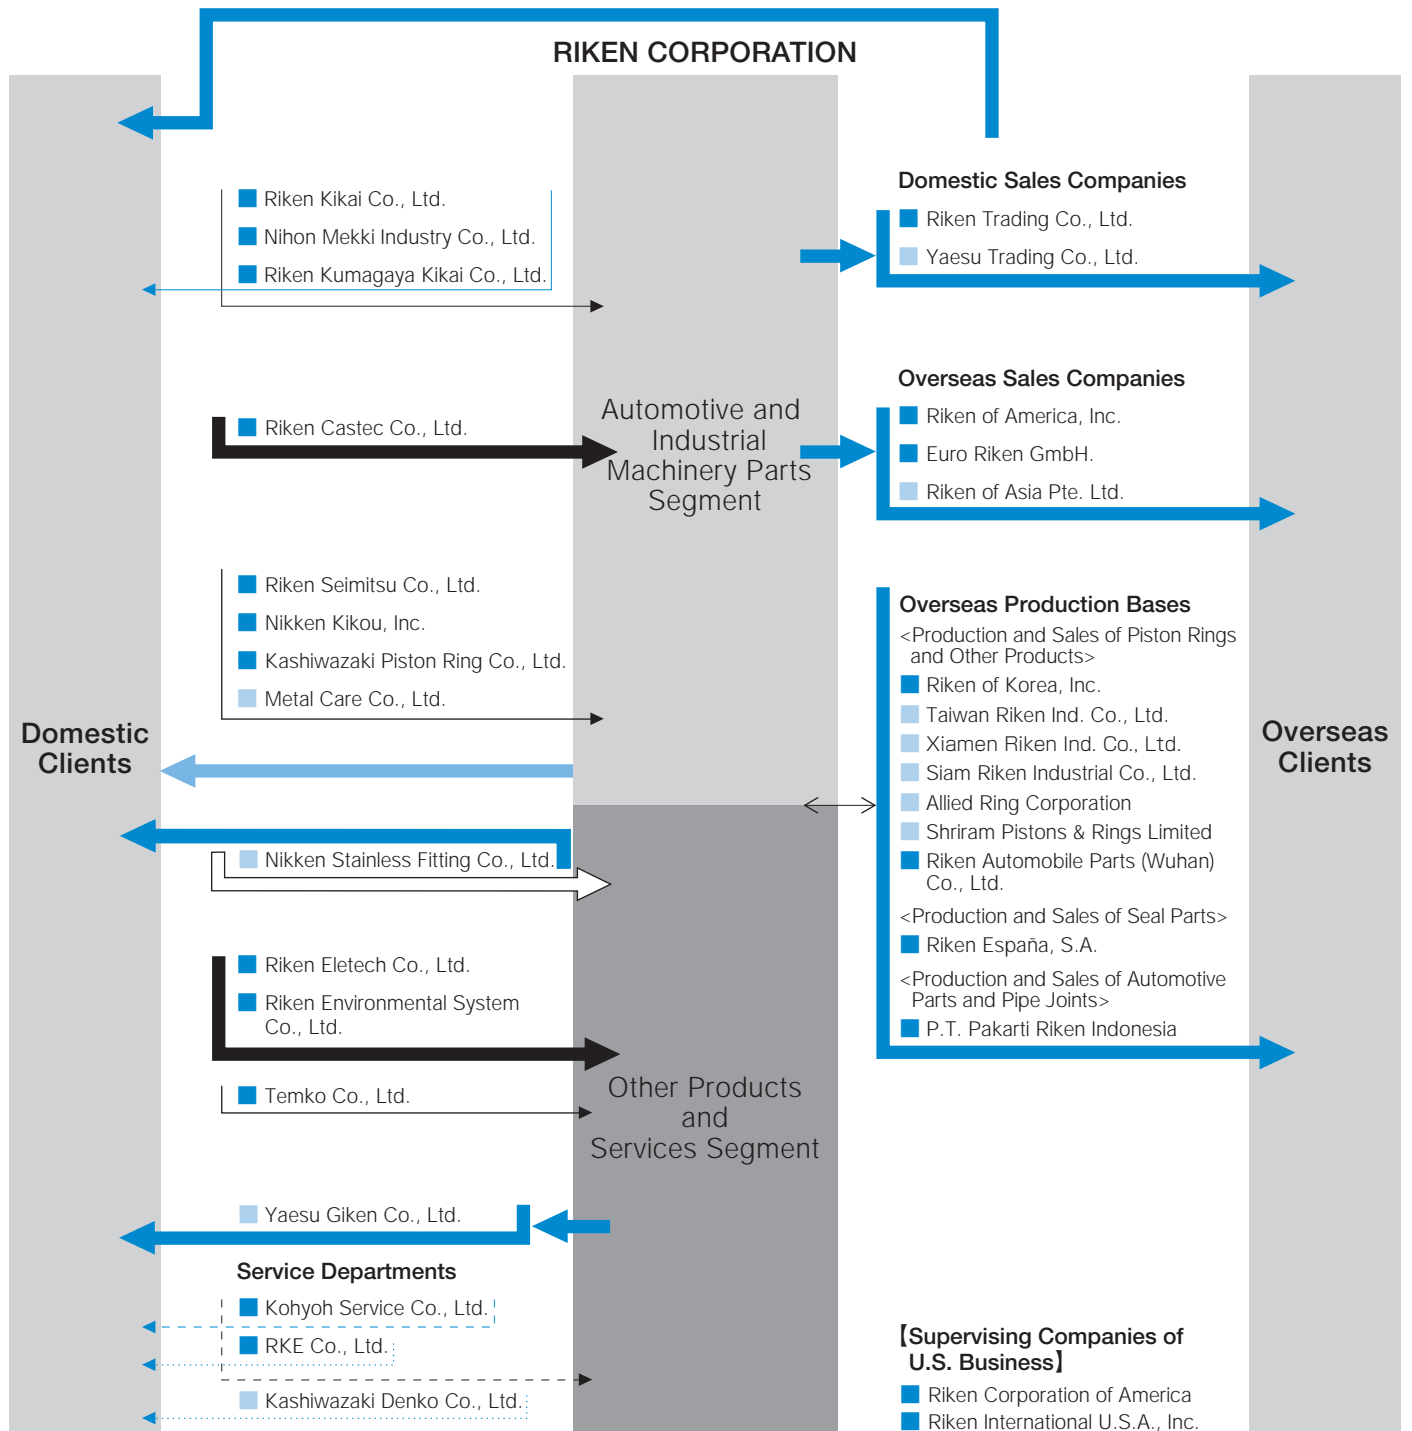 RIKEN CORPORATION
Domestic
Clients
Riken Kikai Co., Ltd.
Nihon Mekki Industry Co., Ltd.
Riken Kumagaya Kikai Co., Ltd.
Riken Castec Co., Ltd.
Riken Seimitsu Co., Ltd.
Nikken Kikou, Inc.
Kashiwazaki Piston Ring Co., Ltd.
Metal Care Co., Ltd.
Nikken Stainless Fitting Co., Ltd.
Riken Eletech Co., Ltd.
Riken Environmental System
Co., Ltd.
Temko Co., Ltd.
Yaesu Giken Co., Ltd.
Service Departments
Kohyoh Service Co., Ltd.
RKE Co., Ltd.
Kashiwazaki Denko Co., Ltd.
Automotive and
Industrial
Machinery Parts
Segment
Other Products
and
Services Segment
Domestic Sales Companies
Riken Trading Co., Ltd.
Yaesu Trading Co., Ltd.
Overseas Sales Companies
Riken of America, Inc.
Euro Riken GmbH.
Riken of Asia Pte. Ltd.
Overseas Production Bases
<Production and Sales of Piston Rings
and Other Products>
Riken of Korea, Inc.
Taiwan Riken Ind. Co., Ltd.
Xiamen Riken Ind. Co., Ltd.
Siam Riken Industrial Co., Ltd.
Allied Ring Corporation
Shriram Pistons & Rings Limited
Riken Automobile Parts (Wuhan)
Co., Ltd.
<Production and Sales of Seal Parts>
Riken España, S.A.
<Production and Sales of Automotive
Parts and Pipe Joints>
P.T. Pakarti Riken Indonesia
【Supervising Companies of
U.S. Business】
Riken Corporation of America
Riken International U.S.A., Inc.
Overseas
Clients